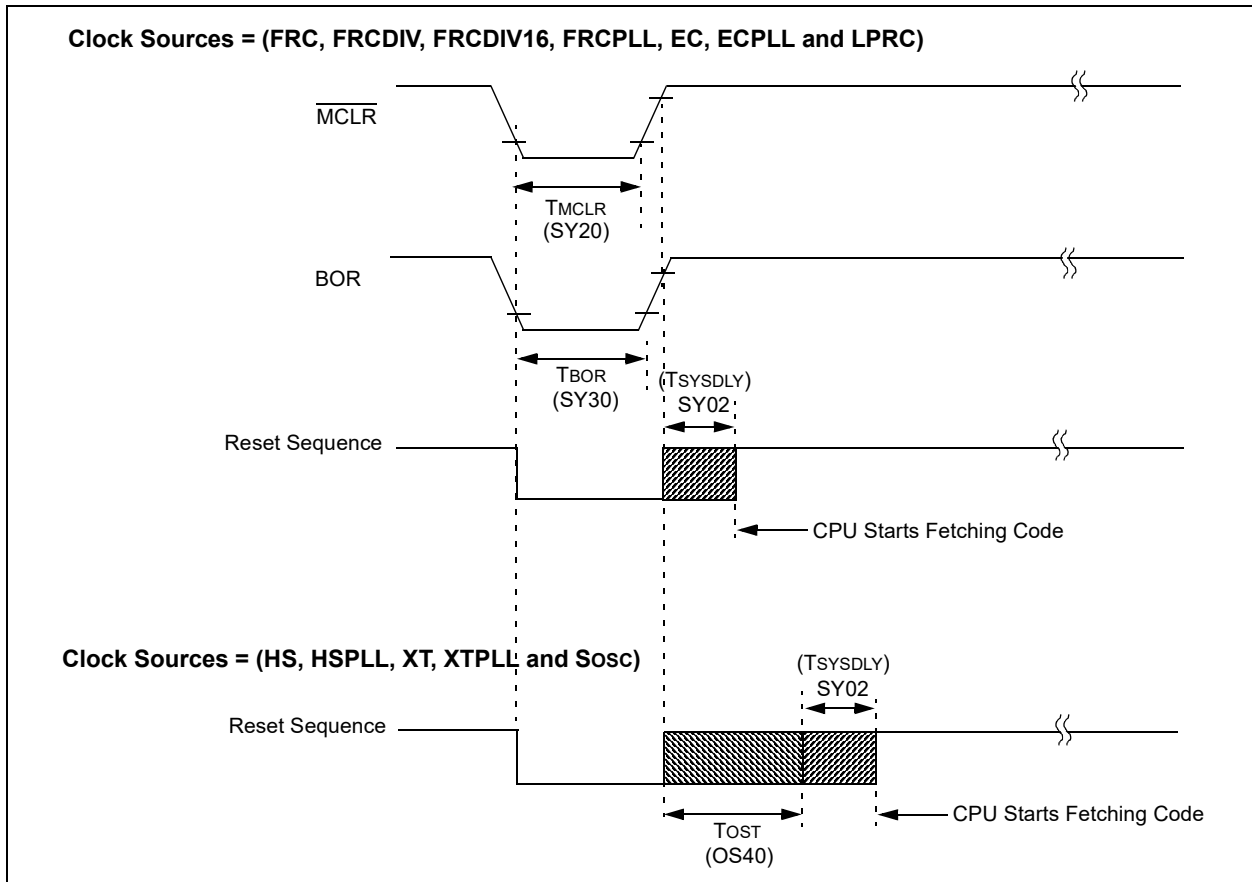 Clock Sources = (FRC, FRCDIV, FRCDIV16, FRCPLL, EC, ECPLL and LPRC)
MCLR
TMCLR
(SY20)
BOR
TBOR
(SY30)
(TSYSDLY)
SY02
Reset Sequence
CPU Starts Fetching Code
Clock Sources = (HS, HSPLL, XT, XTPLL and SOSC)
(TSYSDLY)
SY02
Reset Sequence
CPU Starts Fetching Code
TOST
(OS40)